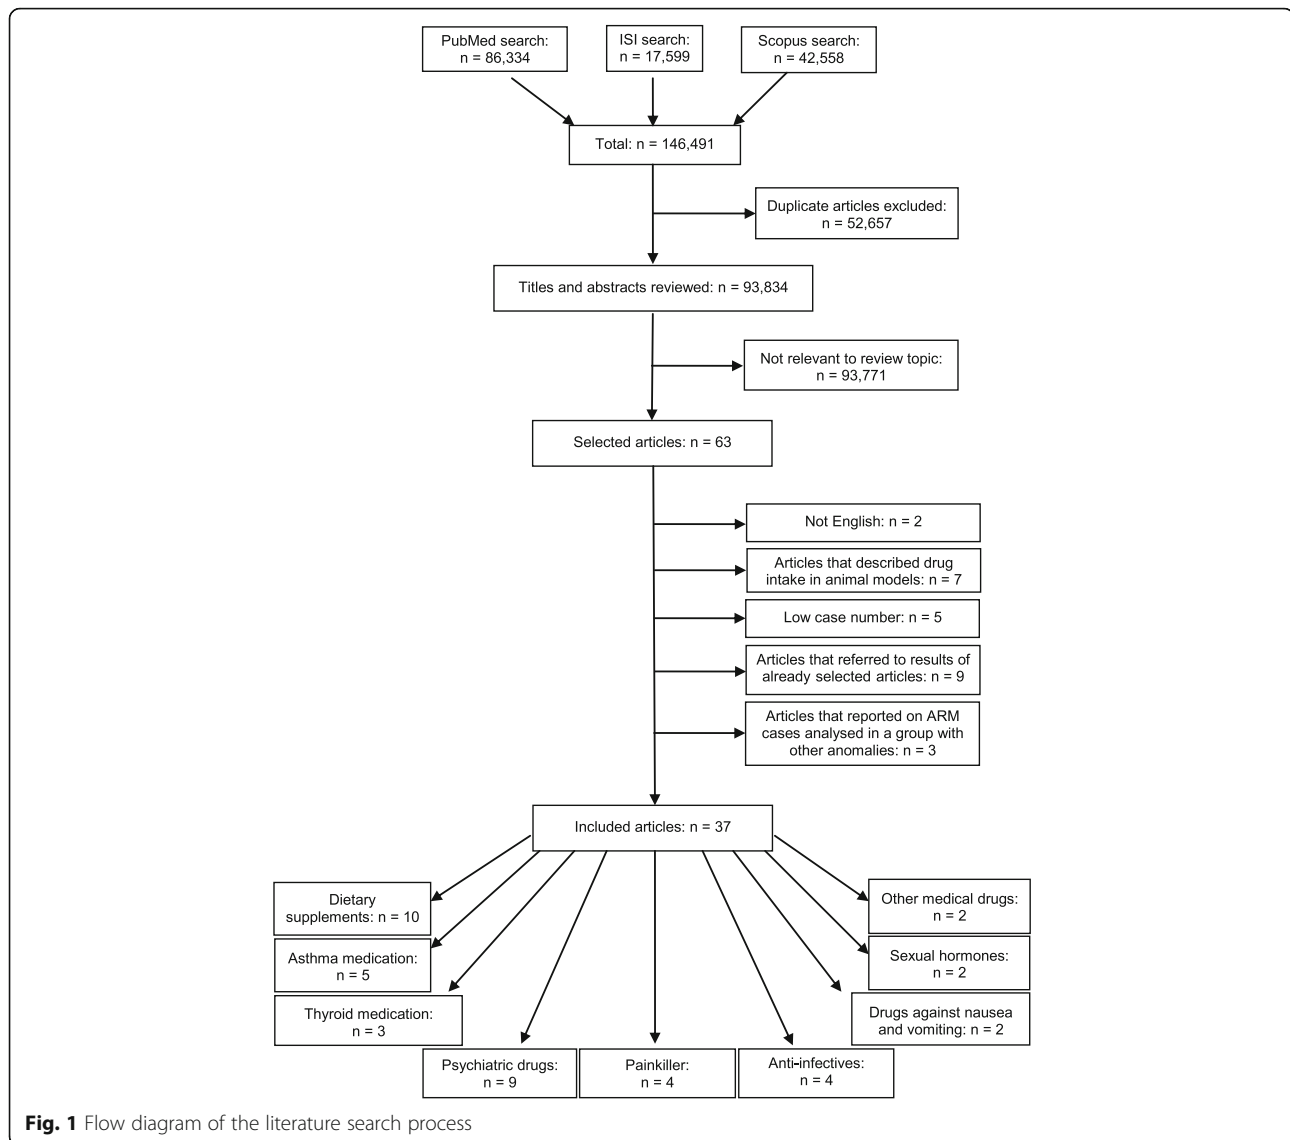 PubMed search:
n = 86,334
ISI search:
n = 17,599
Scopus search:
n = 42,558
Total: n = 146,491
Duplicate articles excluded:
n = 52,657
Titles and abstracts reviewed: n = 93,834
Not relevant to review topic:
n = 93,771
Selected articles: n = 63
Not English: n = 2
Articles that described drug
intake in animal models: n = 7
Low case number: n = 5
Articles that referred to results of
already selected articles: n = 9
Articles that reported on ARM
cases analysed in a group with
other anomalies: n = 3
Included articles: n = 37
Dietary
supplements: n = 10
Asthma medication:
n = 5
Thyroid medication:
n = 3
Psychiatric drugs:
n = 9
Painkiller:
n = 4
Anti-infectives:
n = 4
Drugs against nausea
and vomiting: n = 2
Sexual hormones:
n = 2
Other medical drugs:
n = 2
Fig. 1 Flow diagram of the literature search process